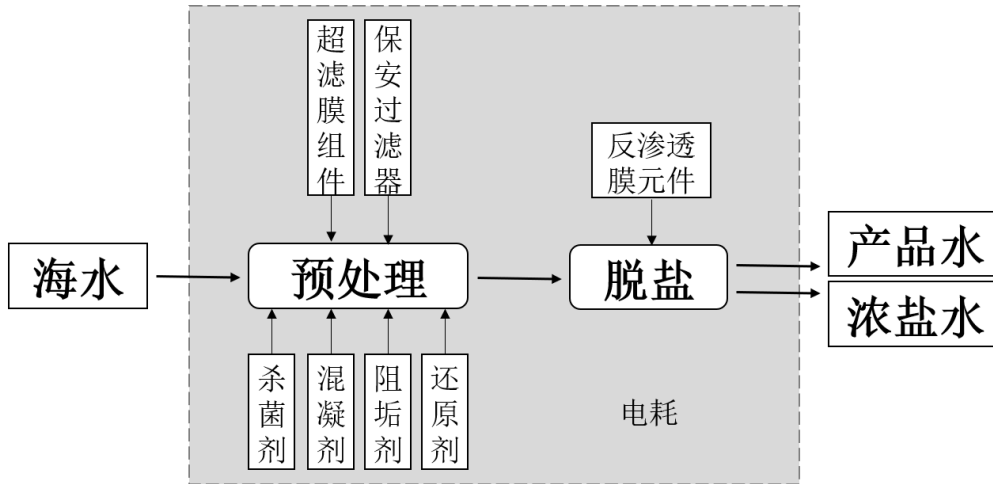 超滤膜组件
保安过滤器
反渗透
膜元件
海水
预处理
脱盐
产品水
浓盐水
杀菌剂
混凝剂
阻垢剂
还原剂
电耗